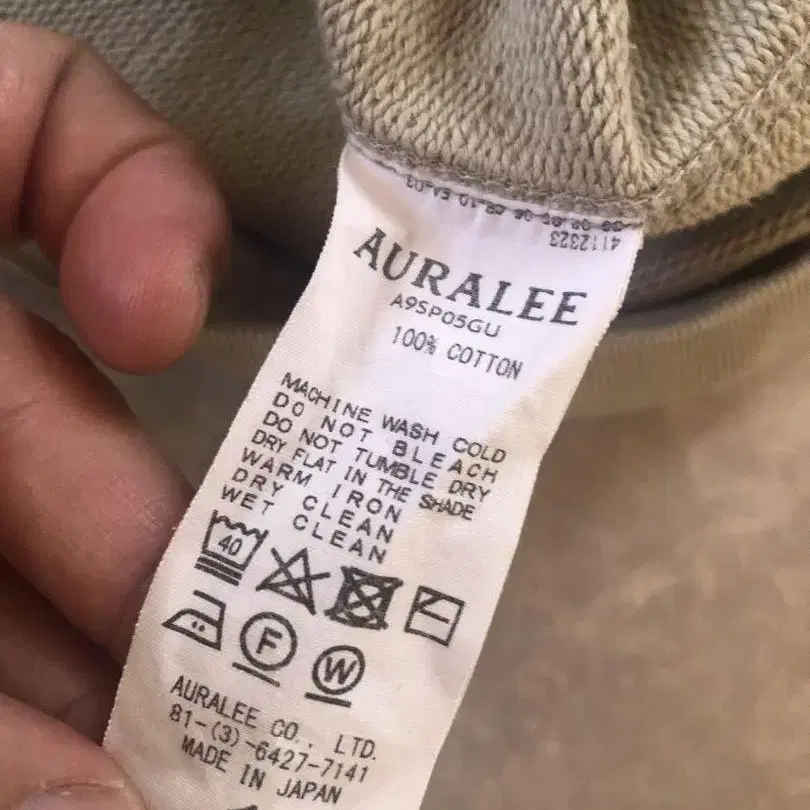 4112323
AURALEE
A9SP05GU
100% COTTON
MACHINE WASH COLD
DO NOT BLEACH
DO NOT TUMBLE DRY
DRY FLAT IN THE SHADE
WARM IRON
DRY CLEAN
WET CLEAN
40
F
W
AURALEE CO., LTD.
81-(3)-6427-7141
MADE IN JAPAN